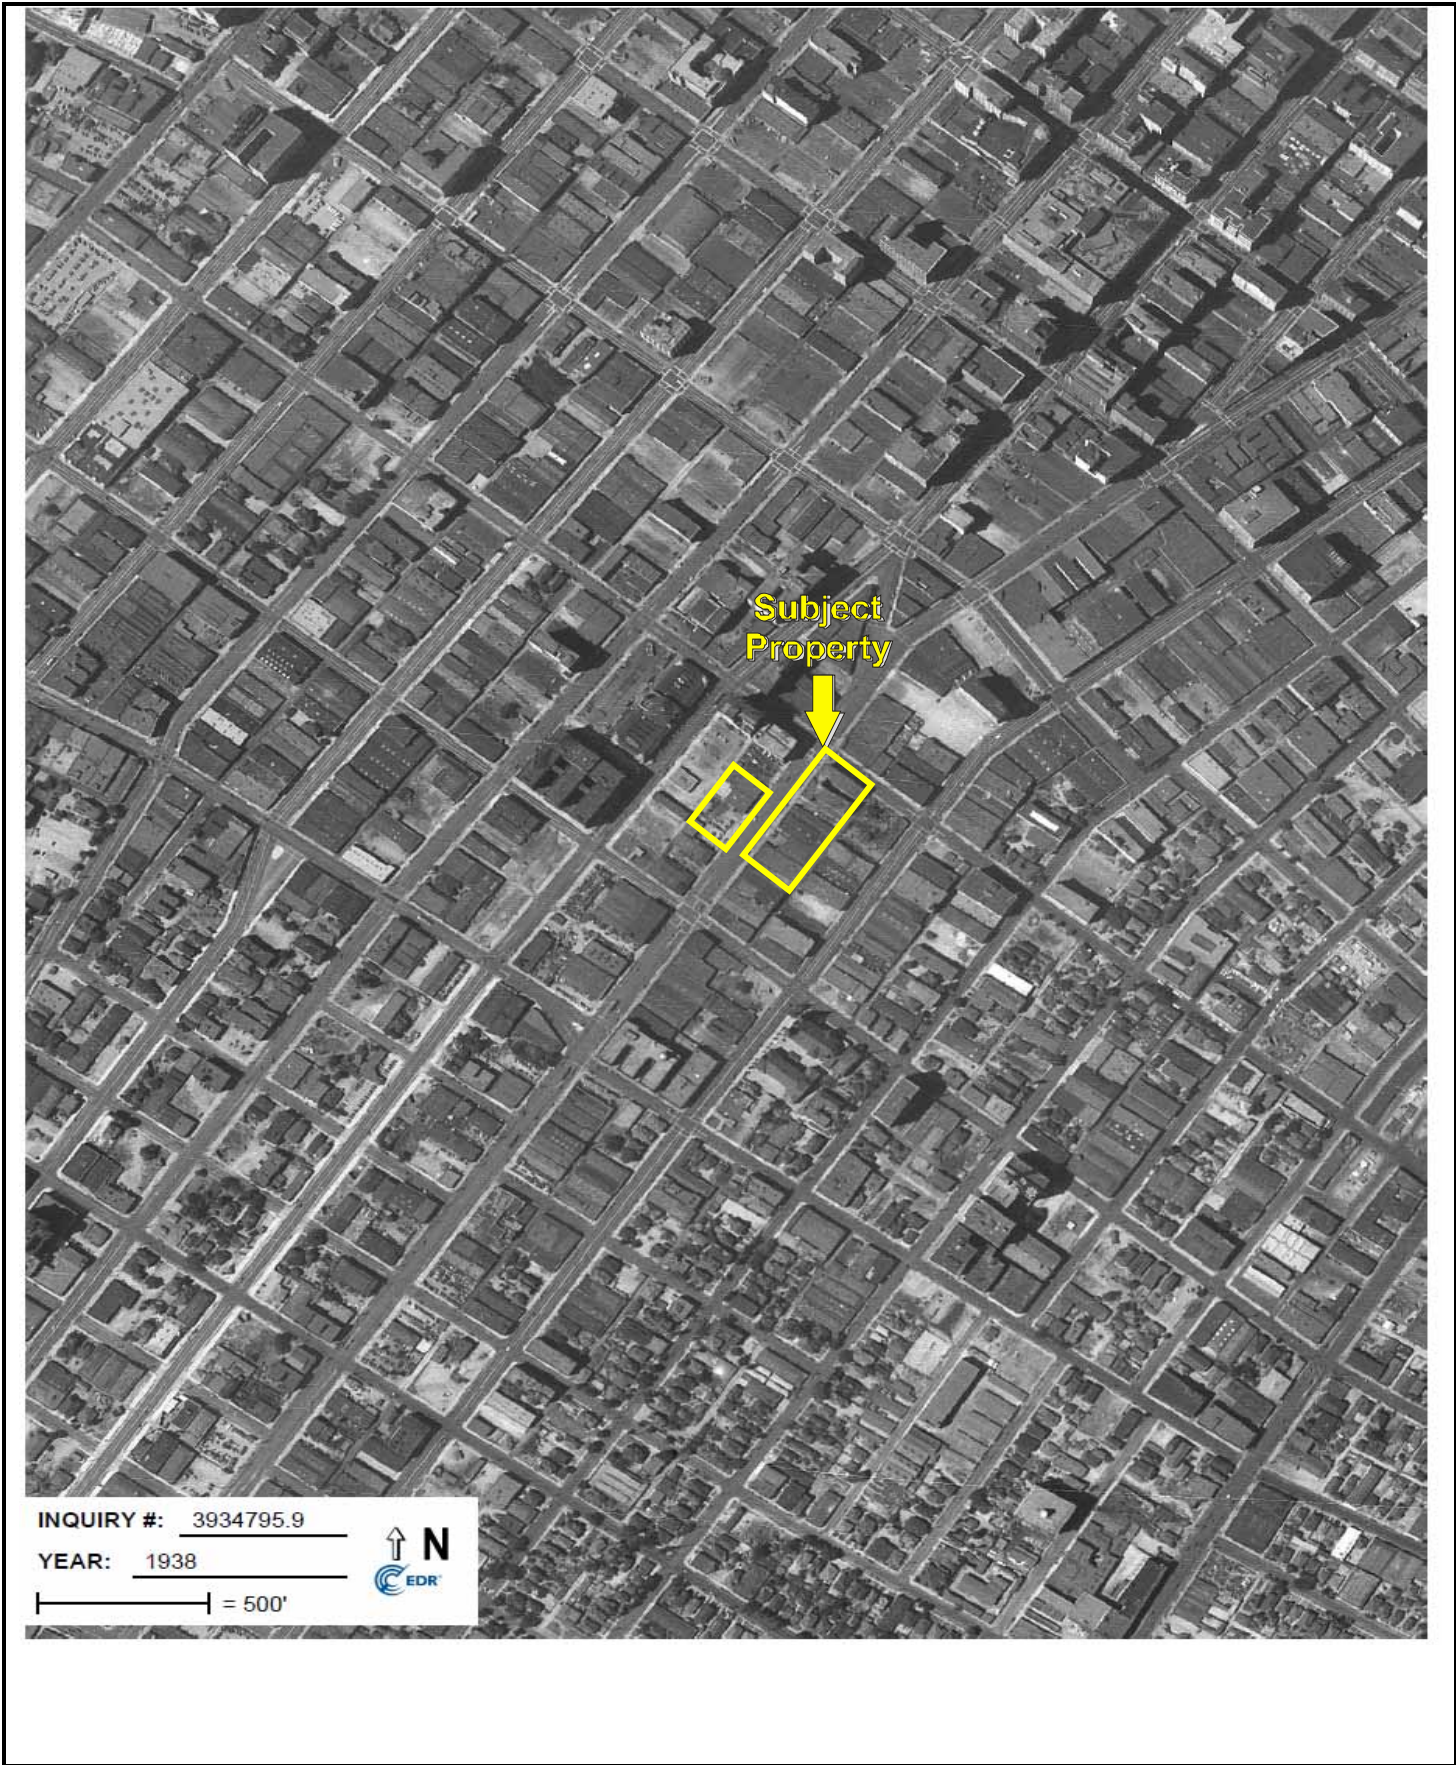 Subject
Property
INQUIRY #: 3934795.9
N
YEAR: 1938
EDR
= 500'